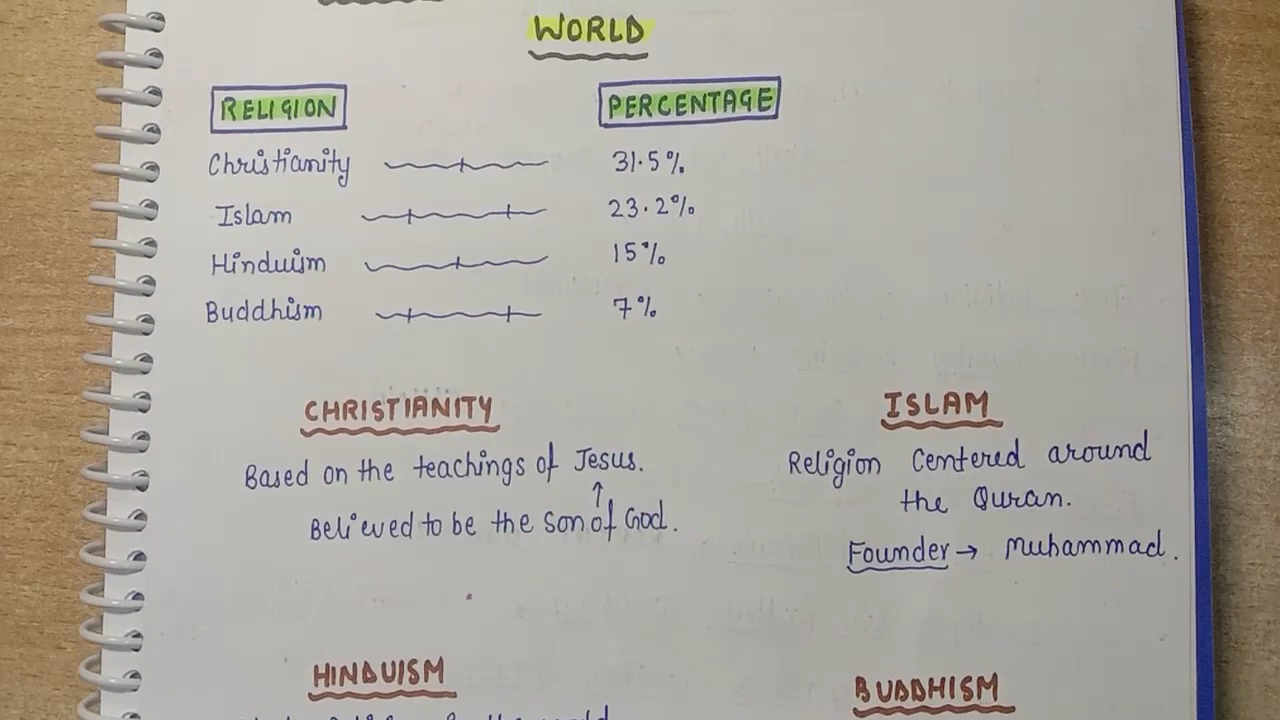 WORLD
RELIGION PERCENTAGE
Christianity 31.5%
Islam 23.2%
Hinduism 15%
Buddhism 7%
CHRISTIANITY
Based on the teachings of Jesus.
↑
Believed to be the son of God.
ISLAM
Religion Centered around
the Quran.
Founder → Muhammad.
HINDUISM
BUDDHISM